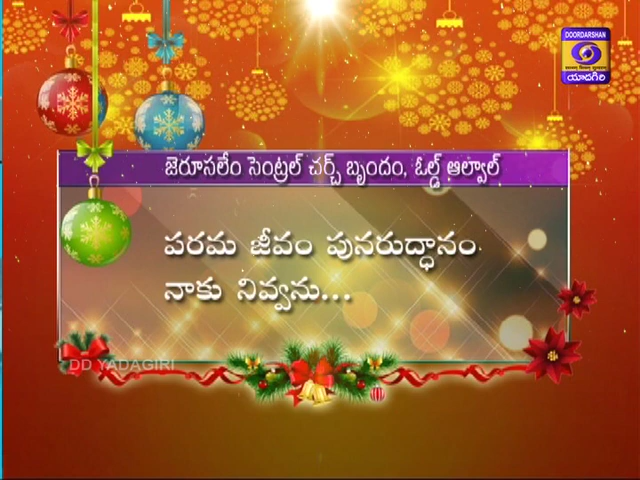 DOORDARSHAN
యాదగిరి
జెరూసలేం సెంట్రల్ చర్చ్ బృందం, ఓల్డ్ ఆల్వాల్
పరమ జీవం పునరుద్ధానం
నాకు నివ్వను...
DD YADAGIRI